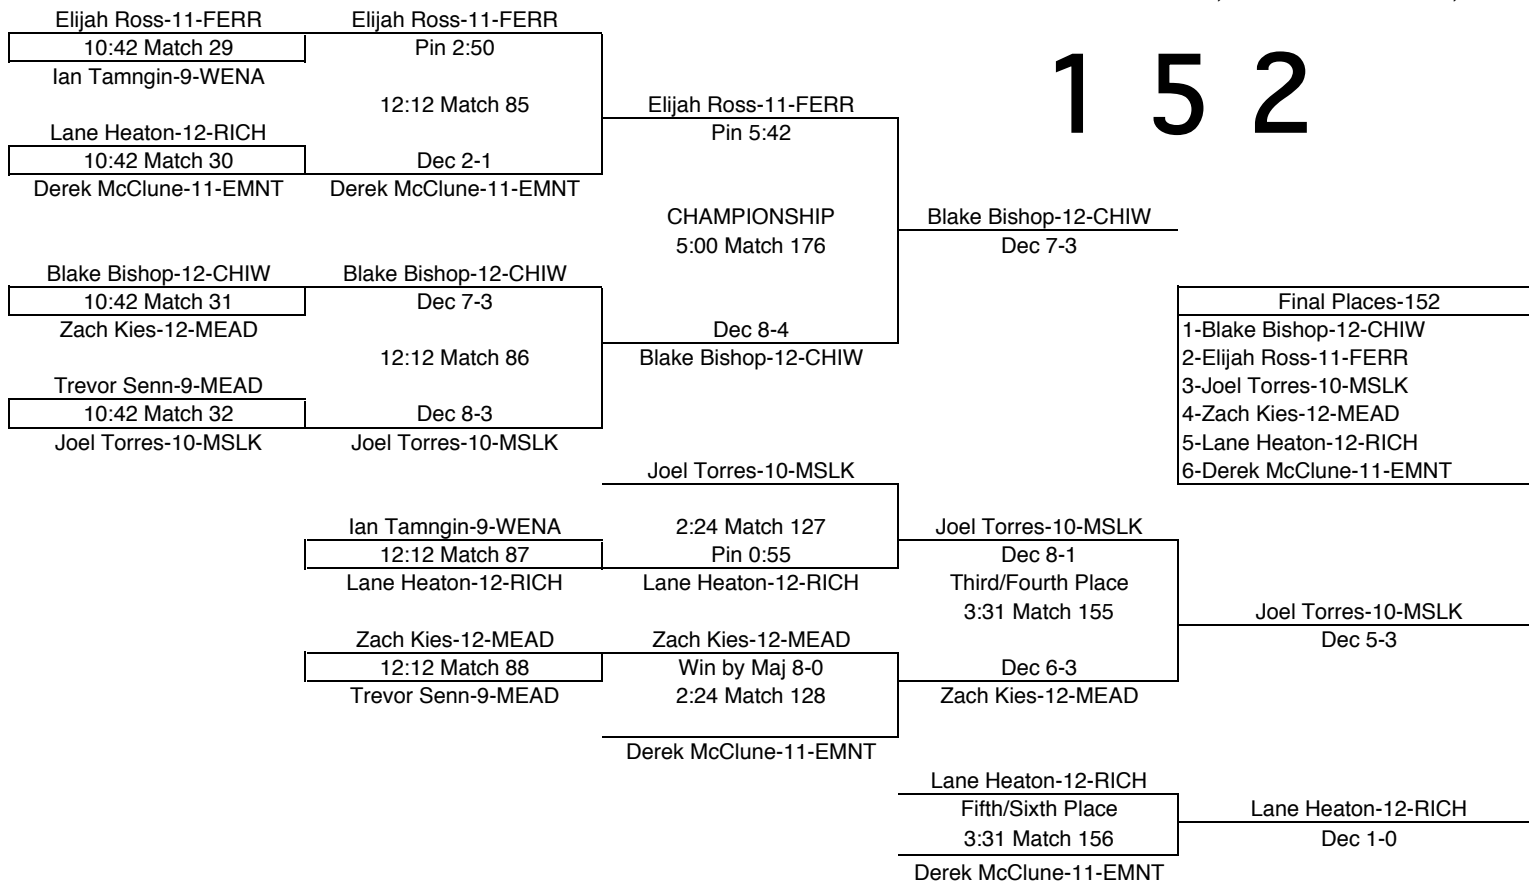 Elijah Ross-11-FERR
10:42 Match 29
Ian Tamngin-9-WENA
Lane Heaton-12-RICH
10:42 Match 30
Derek McClune-11-EMNT
Blake Bishop-12-CHIW
10:42 Match 31
Zach Kies-12-MEAD
Trevor Senn-9-MEAD
10:42 Match 32
Joel Torres-10-MSLK
Elijah Ross-11-FERR
Pin 2:50
12:12 Match 85
Dec 2-1
Derek McClune-11-EMNT
Blake Bishop-12-CHIW
Dec 7-3
12:12 Match 86
Dec 8-3
Joel Torres-10-MSLK
Ian Tamngin-9-WENA
12:12 Match 87
Lane Heaton-12-RICH
Zach Kies-12-MEAD
12:12 Match 88
Trevor Senn-9-MEAD
Elijah Ross-11-FERR
Pin 5:42
CHAMPIONSHIP
5:00 Match 176
Dec 8-4
Blake Bishop-12-CHIW
Joel Torres-10-MSLK
2:24 Match 127
Pin 0:55
Lane Heaton-12-RICH
Zach Kies-12-MEAD
Win by Maj 8-0
2:24 Match 128
Derek McClune-11-EMNT
1 5 2
Blake Bishop-12-CHIW
Dec 7-3
Joel Torres-10-MSLK
Dec 8-1
Third/Fourth Place
3:31 Match 155
Dec 6-3
Zach Kies-12-MEAD
Lane Heaton-12-RICH
Fifth/Sixth Place
3:31 Match 156
Derek McClune-11-EMNT
Final Places-152
1-Blake Bishop-12-CHIW
2-Elijah Ross-11-FERR
3-Joel Torres-10-MSLK
4-Zach Kies-12-MEAD
5-Lane Heaton-12-RICH
6-Derek McClune-11-EMNT
Joel Torres-10-MSLK
Dec 5-3
Lane Heaton-12-RICH
Dec 1-0